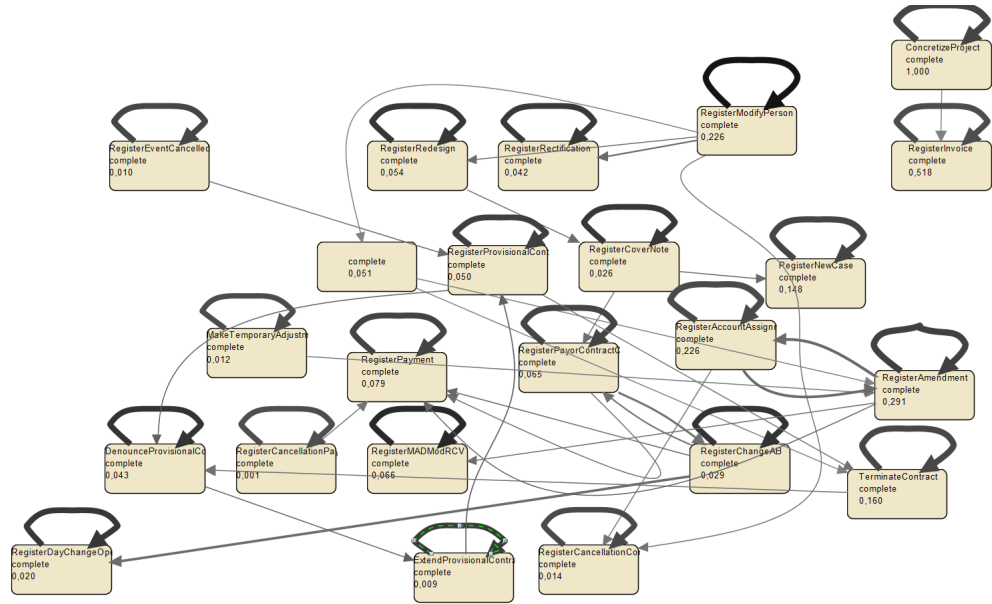 ConcretizeProject
complete
1,000
RegisterModifyPerson
complete
0,226
RegisterEventCancelled
complete
0,010
RegisterRedesign
complete
0,054
RegisterRectification
complete
0,042
RegisterInvoice
complete
0,518
complete
0,051
RegisterProvisionalCont
complete
0,050
RegisterCoverNote
complete
0,026
RegisterNewCase
complete
0,148
MakeTemporaryAdjustm
complete
0,012
RegisterPayment
complete
0,079
RegisterPayorContractC
complete
0,065
RegisterAccountAssignr
complete
0,226
RegisterAmendment
complete
0,291
DenounceProvisionalCo
complete
0,043
RegisterCancellationPay
complete
0,001
RegisterMADModRCV
complete
0,066
RegisterChangeAB
complete
0,029
TerminateContract
complete
0,160
RegisterDayChangeOpe
complete
0,020
ExtendProvisionalContra
complete
0,009
RegisterCancellationCor
complete
0,014